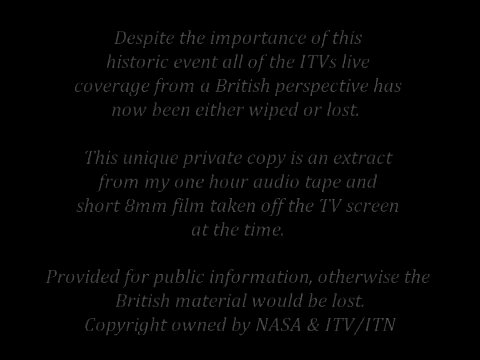 Despite the importance of this
historic event all of the ITVs live
coverage from a British perspective has
now been either wiped or lost.
This unique private copy is an extract
from my one hour audio tape and
short 8mm film taken off the TV screen
at the time.
Provided for public information, otherwise the
British material would be lost.
Copyright owned by NASA & ITV/ITN